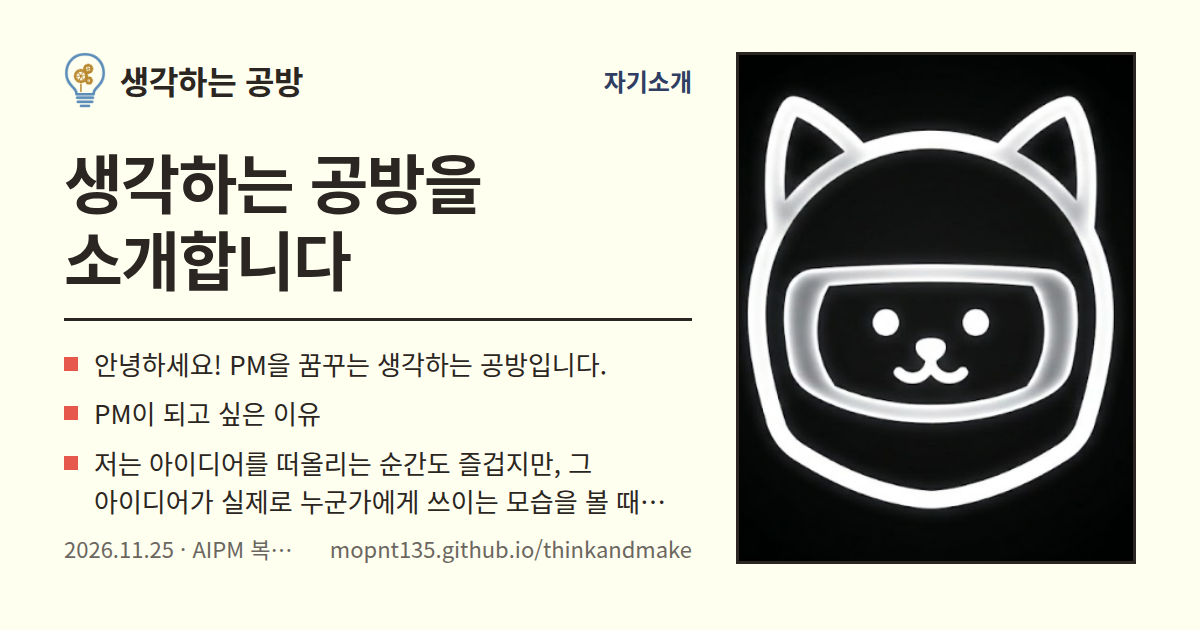 생각하는 공방
자기소개
생각하는 공방을
소개합니다
안녕하세요! PM을 꿈꾸는 생각하는 공방입니다.
PM이 되고 싶은 이유
저는 아이디어를 떠올리는 순간도 즐겁지만, 그
아이디어가 실제로 누군가에게 쓰이는 모습을 볼 때…
2026.11.25 · AIPM 복…
mopnt135.github.io/thinkandmake